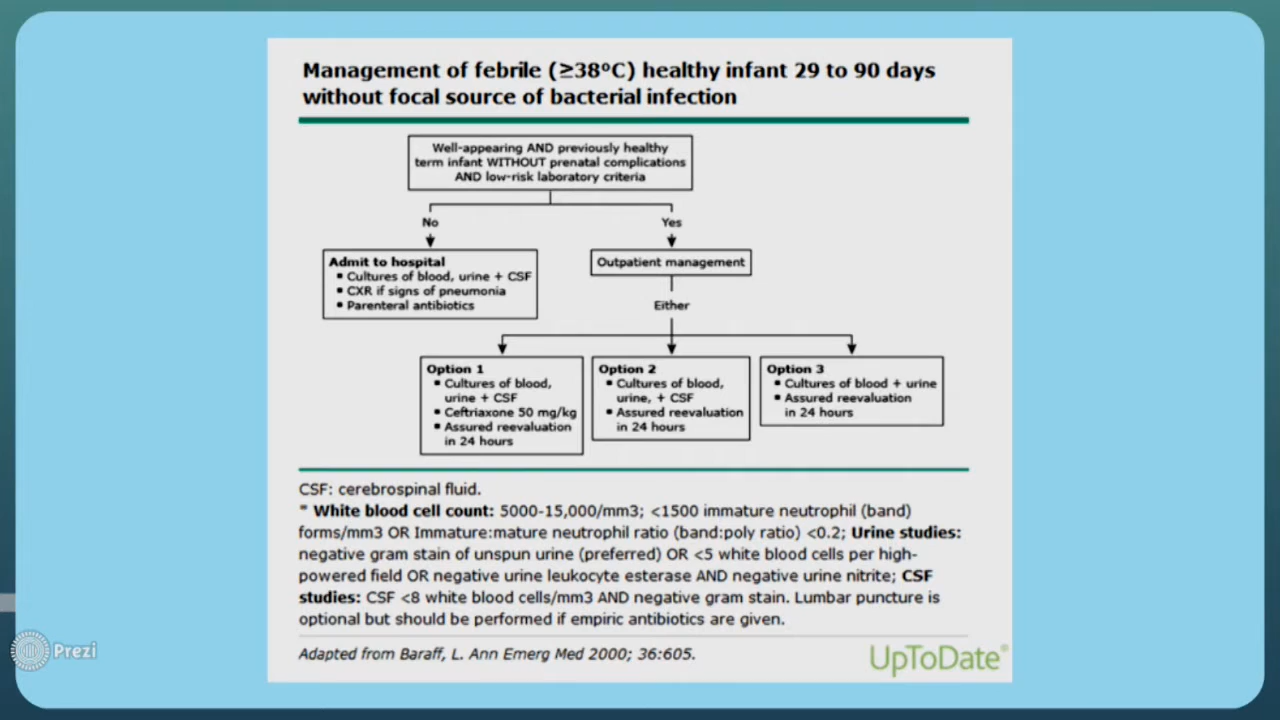 Management of febrile (≥38ºC) healthy infant 29 to 90 days
without focal source of bacterial infection
Well-appearing AND previously healthy
term infant WITHOUT prenatal complications
AND low-risk laboratory criteria
No
Yes
Admit to hospital
▪ Cultures of blood, urine + CSF
▪ CXR if signs of pneumonia
▪ Parenteral antibiotics
Outpatient management
Either
Option 1
▪ Cultures of blood,
urine + CSF
▪ Ceftriaxone 50 mg/kg
▪ Assured reevaluation
in 24 hours
Option 2
▪ Cultures of blood,
urine, + CSF
▪ Assured reevaluation
in 24 hours
Option 3
▪ Cultures of blood + urine
▪ Assured reevaluation
in 24 hours
CSF: cerebrospinal fluid.
* White blood cell count: 5000-15,000/mm3; <1500 immature neutrophil (band)
forms/mm3 OR Immature:mature neutrophil ratio (band:poly ratio) <0.2; Urine studies:
negative gram stain of unspun urine (preferred) OR <5 white blood cells per high-
powered field OR negative urine leukocyte esterase AND negative urine nitrite; CSF
studies: CSF <8 white blood cells/mm3 AND negative gram stain. Lumbar puncture is
optional but should be performed if empiric antibiotics are given.
Adapted from Baraff, L. Ann Emerg Med 2000; 36:605.
UpToDate®
Prezi